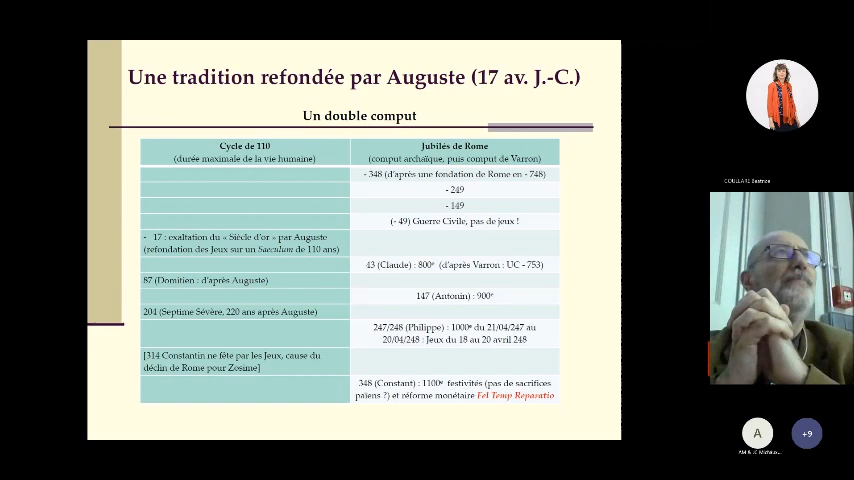 Une tradition refondée par Auguste (17 av. J.-C.)
Un double comput
Cycle de 110
(durée maximale de la vie humaine)
Jubilés de Rome
(comput archaïque, puis comput de Varron)
- 348 (d'après une fondation de Rome en - 748)
- 249
- 149
(- 49) Guerre Civile, pas de jeux !
- 17 : exaltation du « Siècle d'or » par Auguste
(refondation des Jeux sur un Saeculum de 110 ans)
43 (Claude) : 800e (d'après Varron : UC - 753)
87 (Domitien : d'après Auguste)
147 (Antonin) : 900e
204 (Septime Sévère, 220 ans après Auguste)
247/248 (Philippe) : 1000e du 21/04/247 au
20/04/248 : Jeux du 18 au 20 avril 248
[314 Constantin ne fête par les Jeux, cause du
déclin de Rome pour Zosime]
348 (Constant) : 1100e festivités (pas de sacrifices
païens ?) et réforme monétaire Fel Temp Reparatio
COULLARE Beatrice
A
+9
AM & JC Michaux...